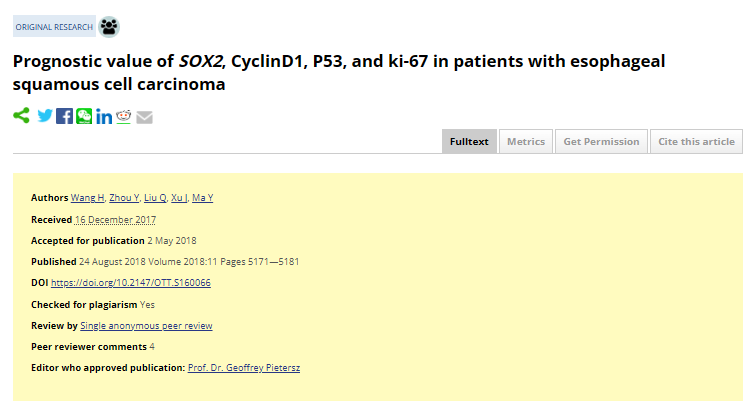 ORIGINAL RESEARCH
Prognostic value of SOX2, CyclinD1, P53, and ki-67 in patients with esophageal
squamous cell carcinoma
Fulltext Metrics Get Permission Cite this article
Authors Wang H, Zhou Y, Liu Q, Xu J, Ma Y
Received 16 December 2017
Accepted for publication 2 May 2018
Published 24 August 2018 Volume 2018:11 Pages 5171—5181
DOI https://doi.org/10.2147/OTT.S160066
Checked for plagiarism Yes
Review by Single anonymous peer review
Peer reviewer comments 4
Editor who approved publication: Prof. Dr. Geoffrey Pietersz